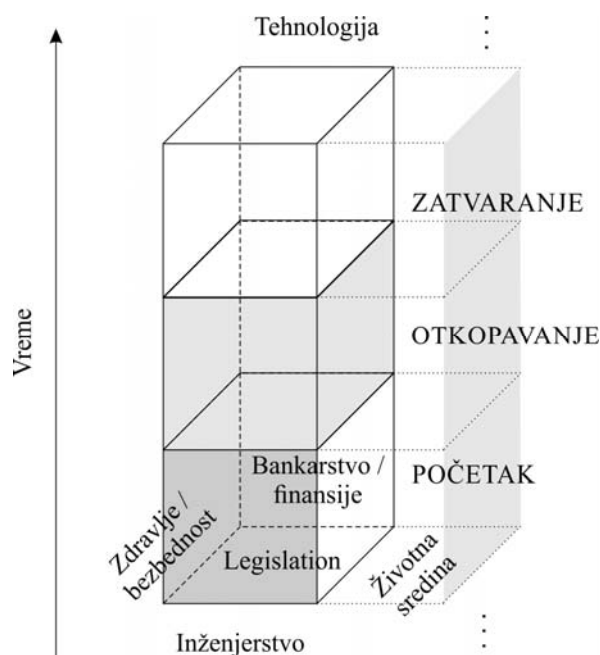 Tehnologija
ZATVARANJE
Vreme
OTKOPAVANJE
Bankarstvo /
finansije
POČETAK
Zdravlje /
bezbednost
Legislation
Životna
sredina
Inženjerstvo